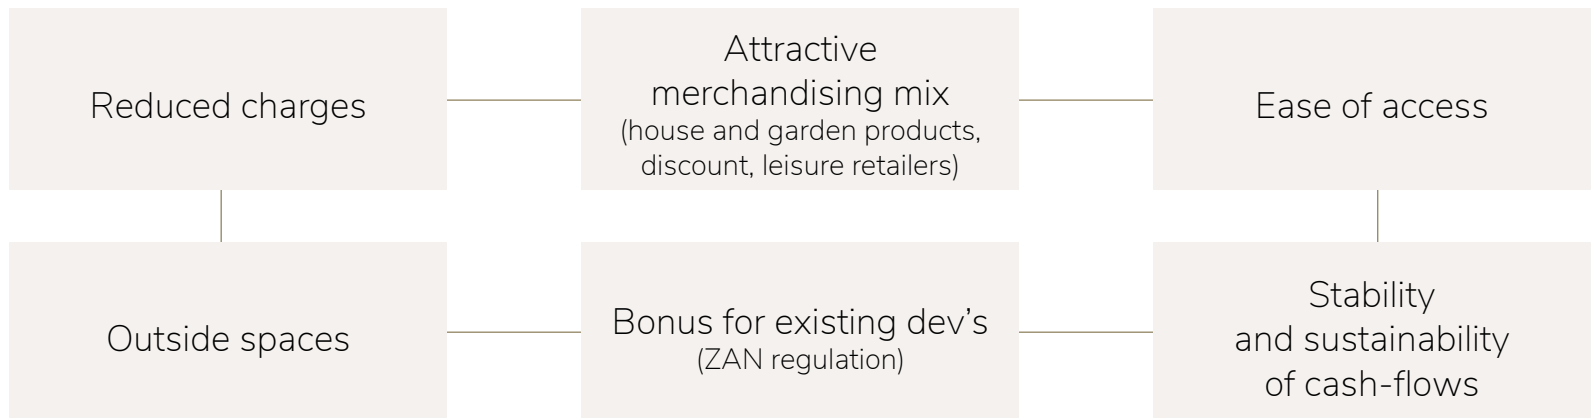 Reduced charges
Attractive
merchandising mix
(house and garden products,
discount, leisure retailers)
Ease of access
Outside spaces
Bonus for existing dev’s
(ZAN regulation)
Stability
and sustainability
of cash-flows